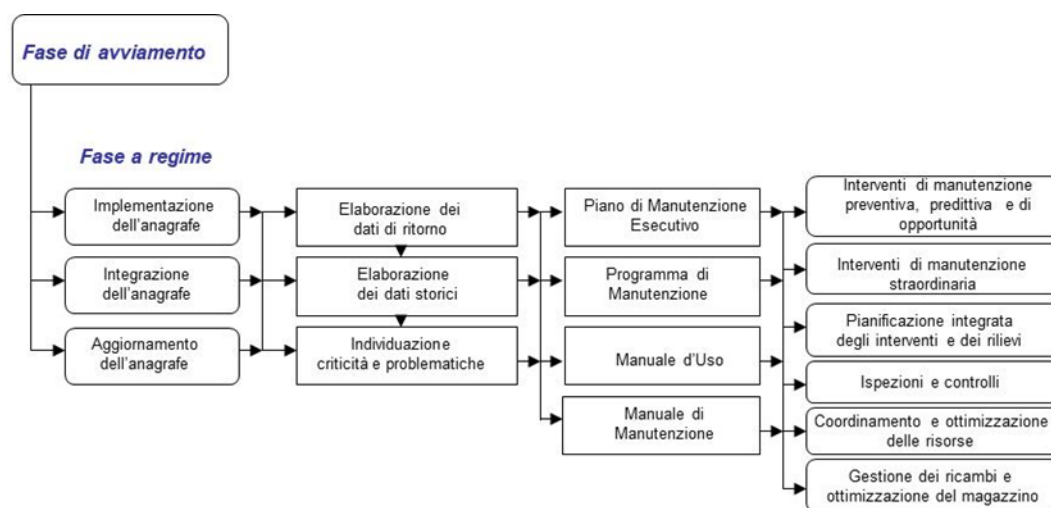 Fase di avviamento
Fase a regime
Implementazione
dell'anagrafe
Integrazione
dell'anagrafe
Aggiornamento
dell'anagrafe
Elaborazione dei
dati di ritorno
Elaborazione
dei dati storici
Individuazione
criticità e problematiche
Piano di Manutenzione
Esecutivo
Programma di
Manutenzione
Manuale d'Uso
Manuale di
Manutenzione
Interventi di manutenzione
preventiva, predittiva e di
opportunità
Interventi di manutenzione
straordinaria
Pianificazione integrata
degli interventi e dei rilievi
Ispezioni e controlli
Coordinamento e ottimizzazione
delle risorse
Gestione dei ricambi e
ottimizzazione del magazzino